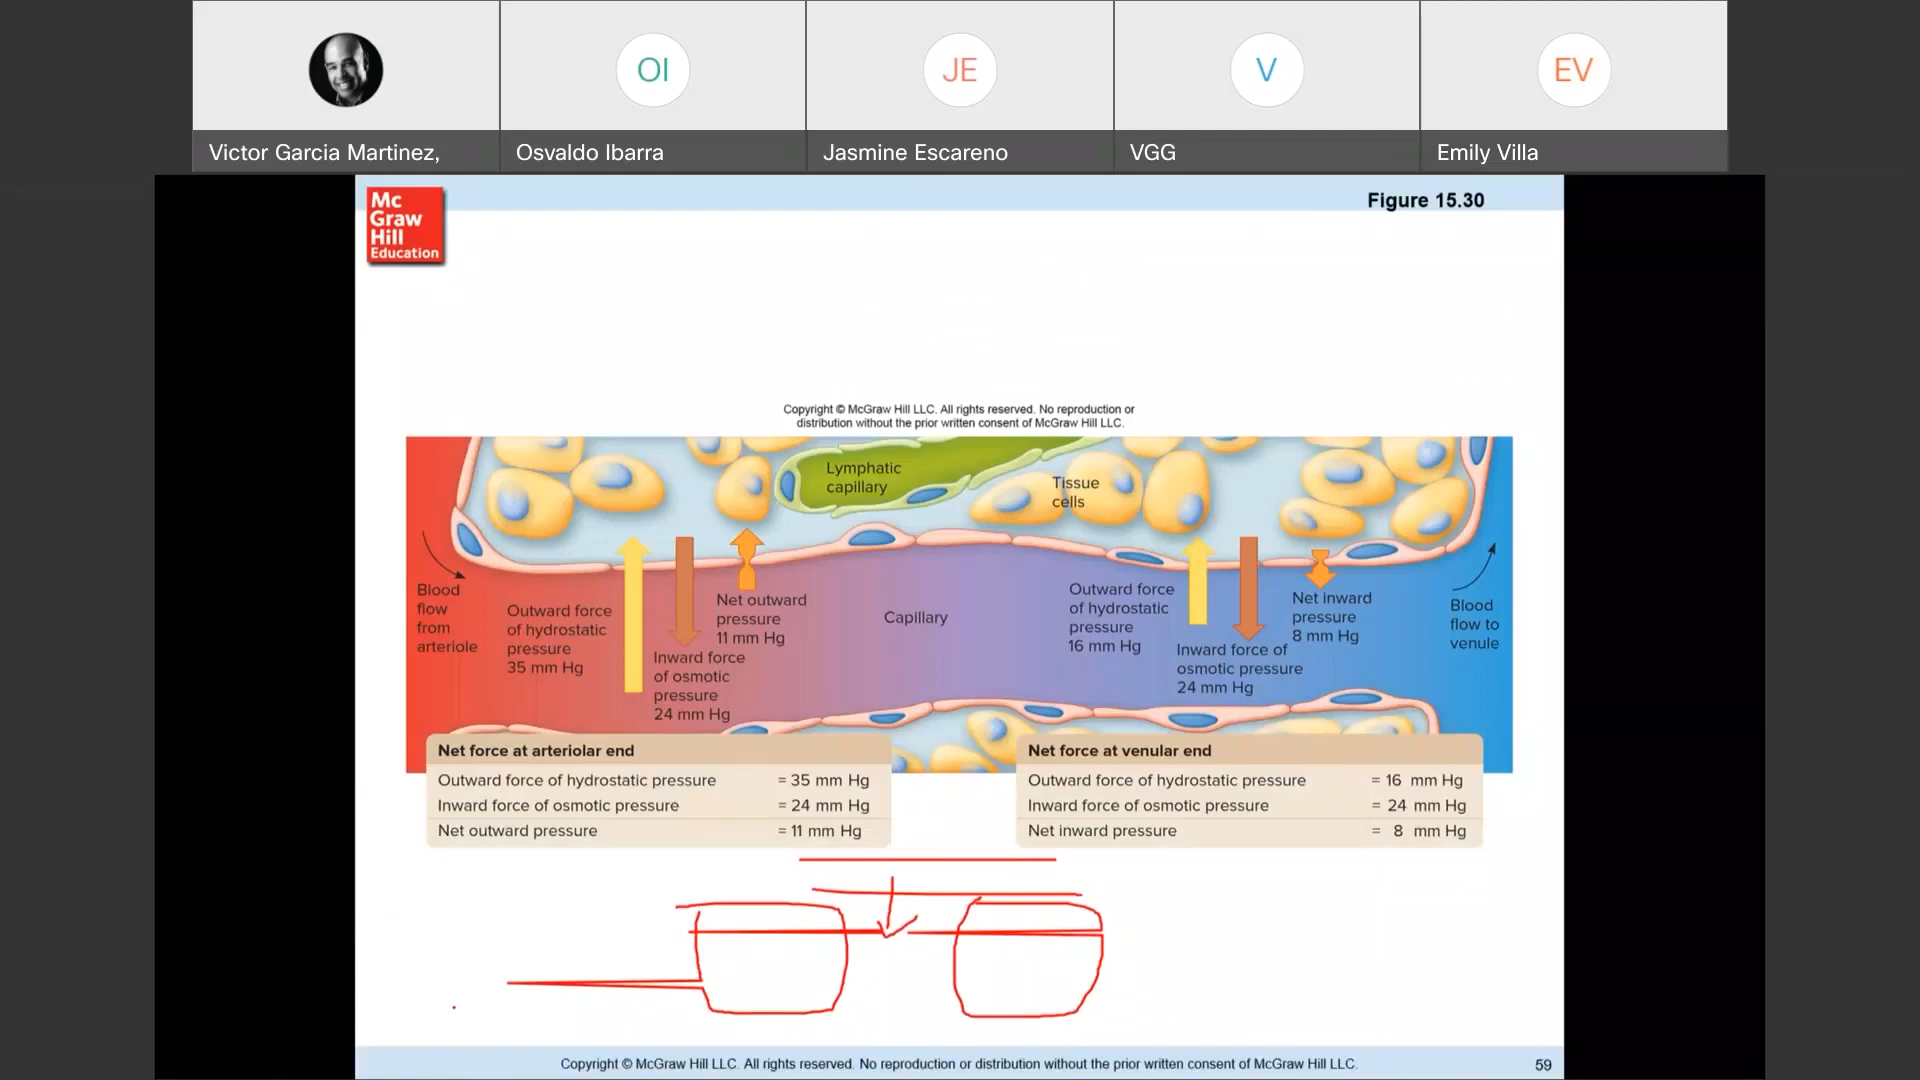 OI
JE
V
EV
Victor Garcia Martinez,
Osvaldo Ibarra
Jasmine Escareno
VGG
Emily Villa
Mc
Graw
Hill
Education
Figure 15.30
Copyright © McGraw Hill LLC. All rights reserved. No reproduction or
distribution without the prior written consent of McGraw Hill LLC.
Lymphatic
capillary
Tissue
cells
Blood
flow
from
arteriole
Outward force
of hydrostatic
pressure
35 mm Hg
Inward force
of osmotic
pressure
24 mm Hg
Net outward
pressure
11 mm Hg
Capillary
Outward force
of hydrostatic
pressure
16 mm Hg
Inward force of
osmotic pressure
24 mm Hg
Net inward
pressure
8 mm Hg
Blood
flow to
venule
Net force at arteriolar end
Outward force of hydrostatic pressure = 35 mm Hg
Inward force of osmotic pressure = 24 mm Hg
Net outward pressure = 11 mm Hg
Net force at venular end
Outward force of hydrostatic pressure = 16 mm Hg
Inward force of osmotic pressure = 24 mm Hg
Net inward pressure = 8 mm Hg
Copyright © McGraw Hill LLC. All rights reserved. No reproduction or distribution without the prior written consent of McGraw Hill LLC.
59